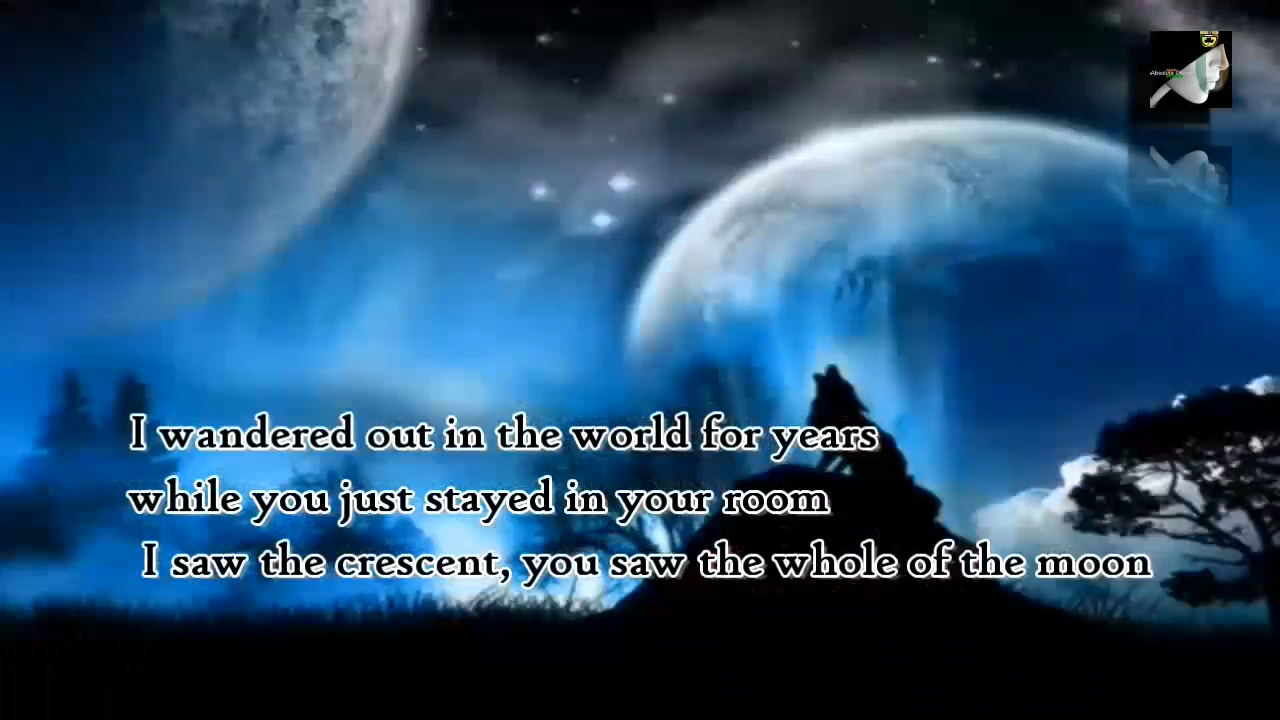 I wandered out in the world for years
while you just stayed in your room
I saw the crescent, you saw the whole of the moon